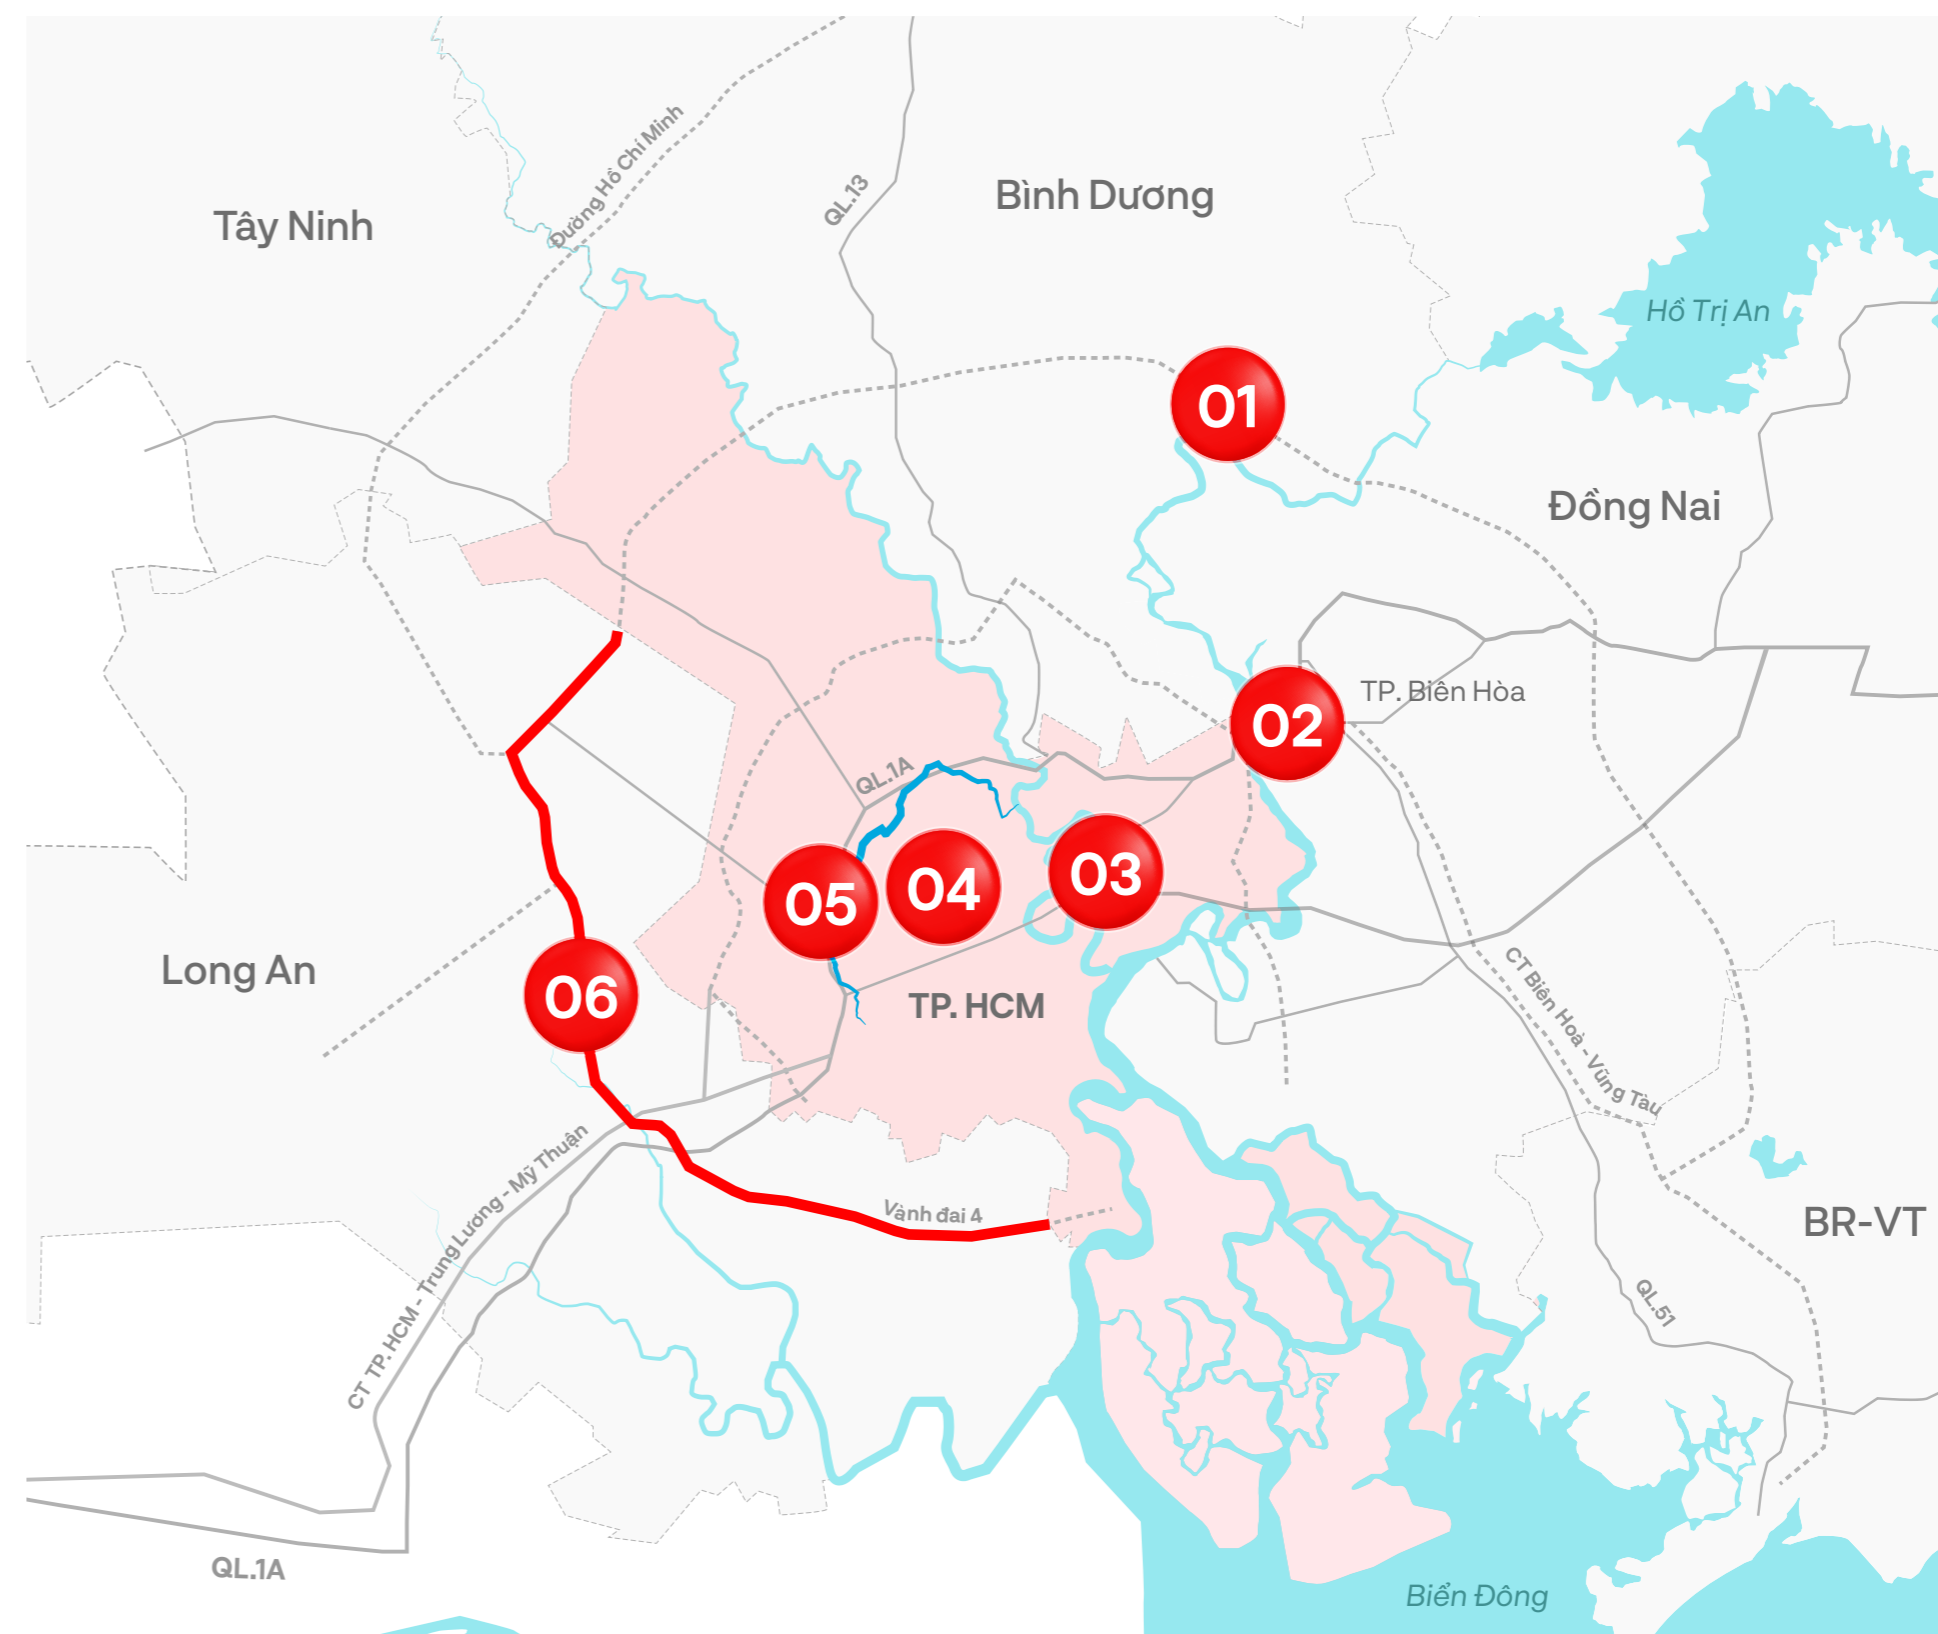 Đường Hồ Chí Minh
QL.13
Bình Dương
Tây Ninh
Hồ Trị An
01
Đồng Nai
TP. Biên Hòa
02
QL.1A
03
04
05
Long An
06
TP. HCM
CT Biên Hoà - Vũng Tàu
CT TP. HCM - Trung Lương - Mỹ Thuận
Vành đai 4
BR-VT
QL.51
QL.1A
Biển Đông